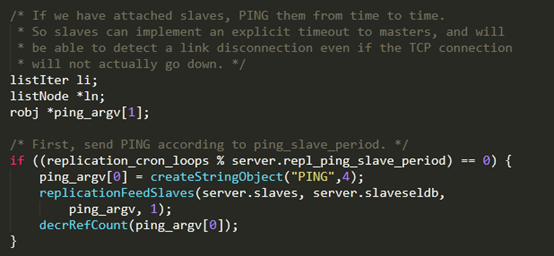 /* If we have attached slaves, PING them from time to time.
 * So slaves can implement an explicit timeout to masters, and will
 * be able to detect a link disconnection even if the TCP connection
 * will not actually go down. */
listIter li;
listNode *ln;
robj *ping_argv[1];

/* First, send PING according to ping_slave_period. */
if ((replication_cron_loops % server.repl_ping_slave_period) == 0) {
    ping_argv[0] = createStringObject("PING",4);
    replicationFeedSlaves(server.slaves, server.slaveseldb,
        ping_argv, 1);
    decrRefCount(ping_argv[0]);
}